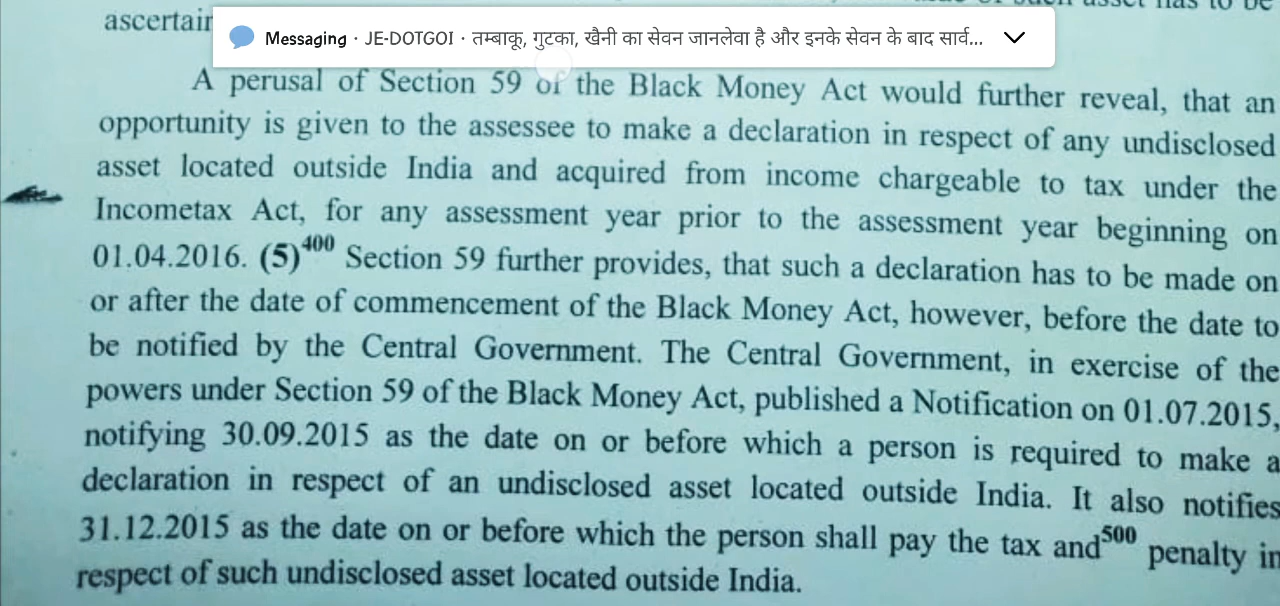 ascertain
such asset has to be
Messaging · JE-DOTGOI · तम्बाकू, गुटका, खैनी का सेवन जानलेवा है और इनके सेवन के बाद सार्व...
A perusal of Section 59 of the Black Money Act would further reveal, that an
opportunity is given to the assessee to make a declaration in respect of any undisclosed
asset located outside India and acquired from income chargeable to tax under the
Incometax Act, for any assessment year prior to the assessment year beginning on
01.04.2016. (5)400 Section 59 further provides, that such a declaration has to be made on
or after the date of commencement of the Black Money Act, however, before the date to
be notified by the Central Government. The Central Government, in exercise of the
powers under Section 59 of the Black Money Act, published a Notification on 01.07.2015,
notifying 30.09.2015 as the date on or before which a person is required to make a
declaration in respect of an undisclosed asset located outside India. It also notifies
31.12.2015 as the date on or before which the person shall pay the tax and500 penalty in
respect of such undisclosed asset located outside India.